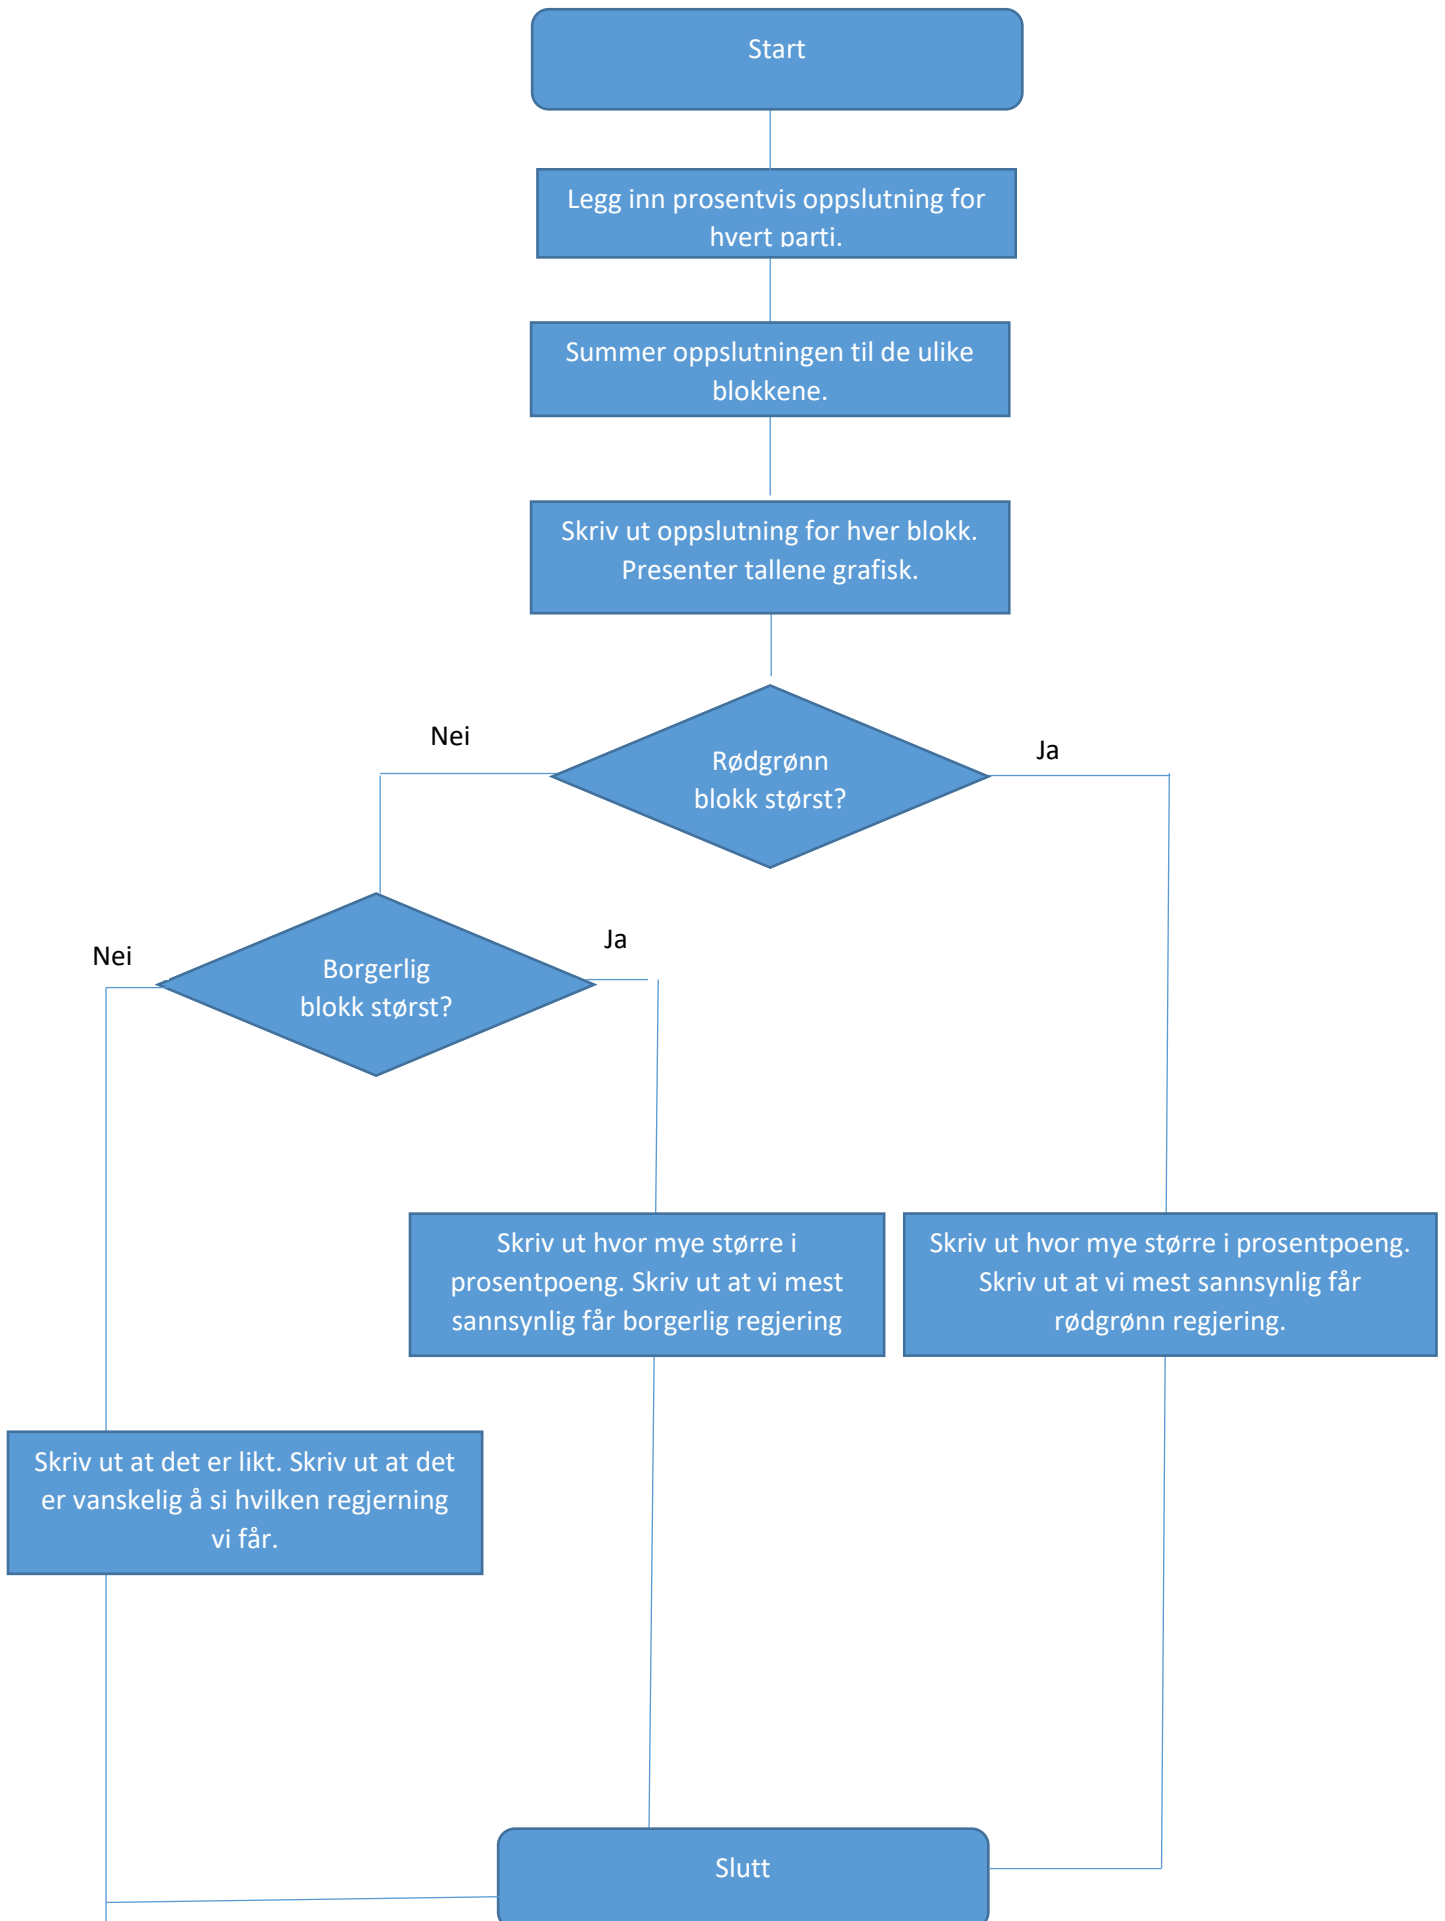 Start
Legg inn prosentvis oppslutning for
hvert parti.
Summer oppslutningen til de ulike
blokkene.
Skriv ut oppslutning for hver blokk.
Presenter tallene grafisk.
Nei
Rødgrønn
blokk størst?
Ja
Nei
Borgerlig
blokk størst?
Ja
Skriv ut hvor mye større i
prosentpoeng. Skriv ut at vi mest
sannsynlig får borgerlig regjering
Skriv ut hvor mye større i prosentpoeng.
Skriv ut at vi mest sannsynlig får
rødgrønn regjering.
Skriv ut at det er likt. Skriv ut at det
er vanskelig å si hvilken regjerning
vi får.
Slutt